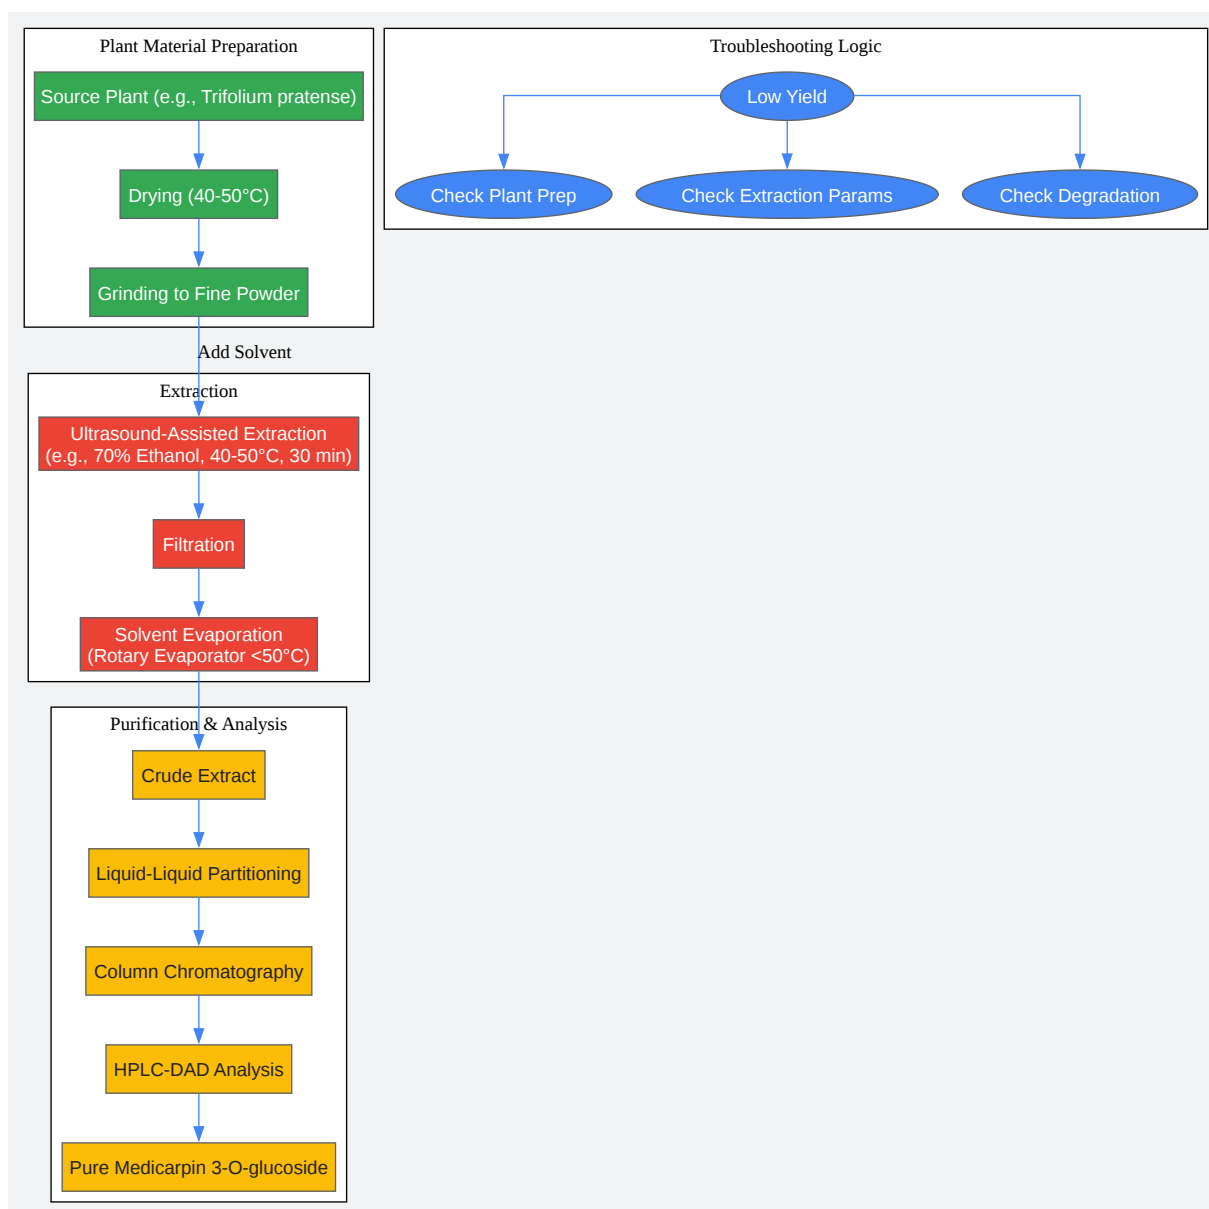 Plant Material Preparation
Source Plant (e.g., Trifolium pratense)
Drying (40-50°C)
Grinding to Fine Powder
Add Solvent
Extraction
Ultrasound-Assisted Extraction
(e.g., 70% Ethanol, 40-50°C, 30 min)
Filtration
Solvent Evaporation
(Rotary Evaporator <50°C)
Purification & Analysis
Crude Extract
Liquid-Liquid Partitioning
Column Chromatography
HPLC-DAD Analysis
Pure Medicarpin 3-O-glucoside
Troubleshooting Logic
Low Yield
Check Plant Prep
Check Extraction Params
Check Degradation